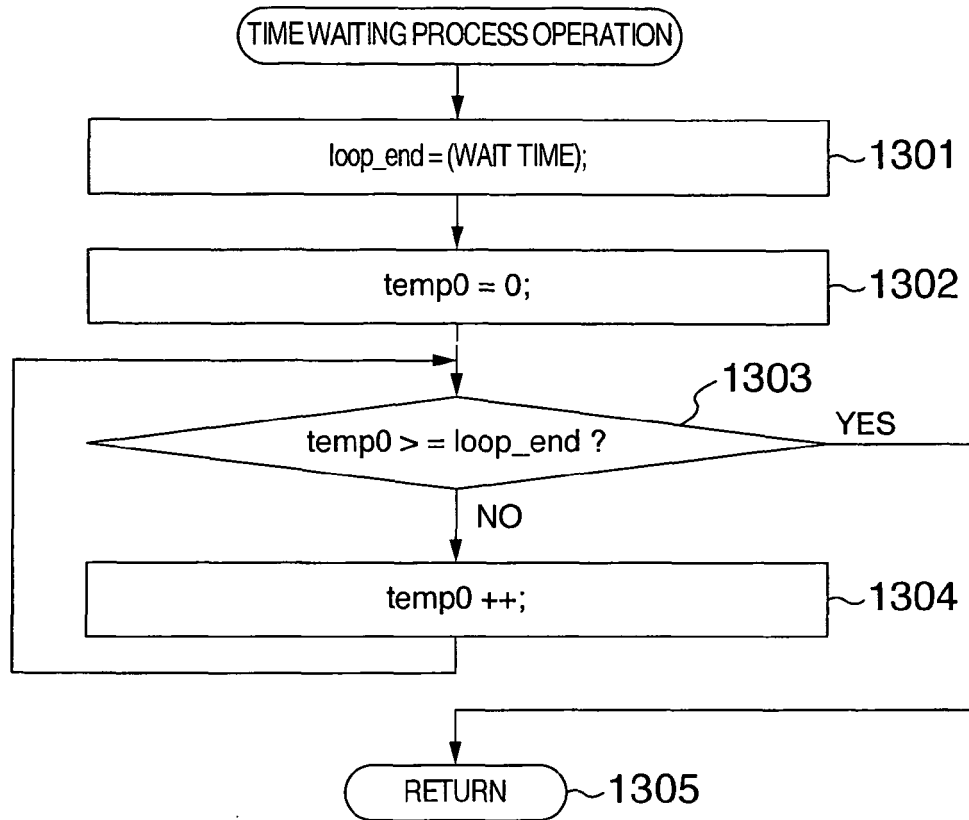 TIME WAITING PROCESS OPERATION
loop_end = (WAIT TIME);
1301
temp0 = 0;
1302
1303
temp0 > = loop_end ?
YES
NO
temp0 ++;
1304
RETURN
1305